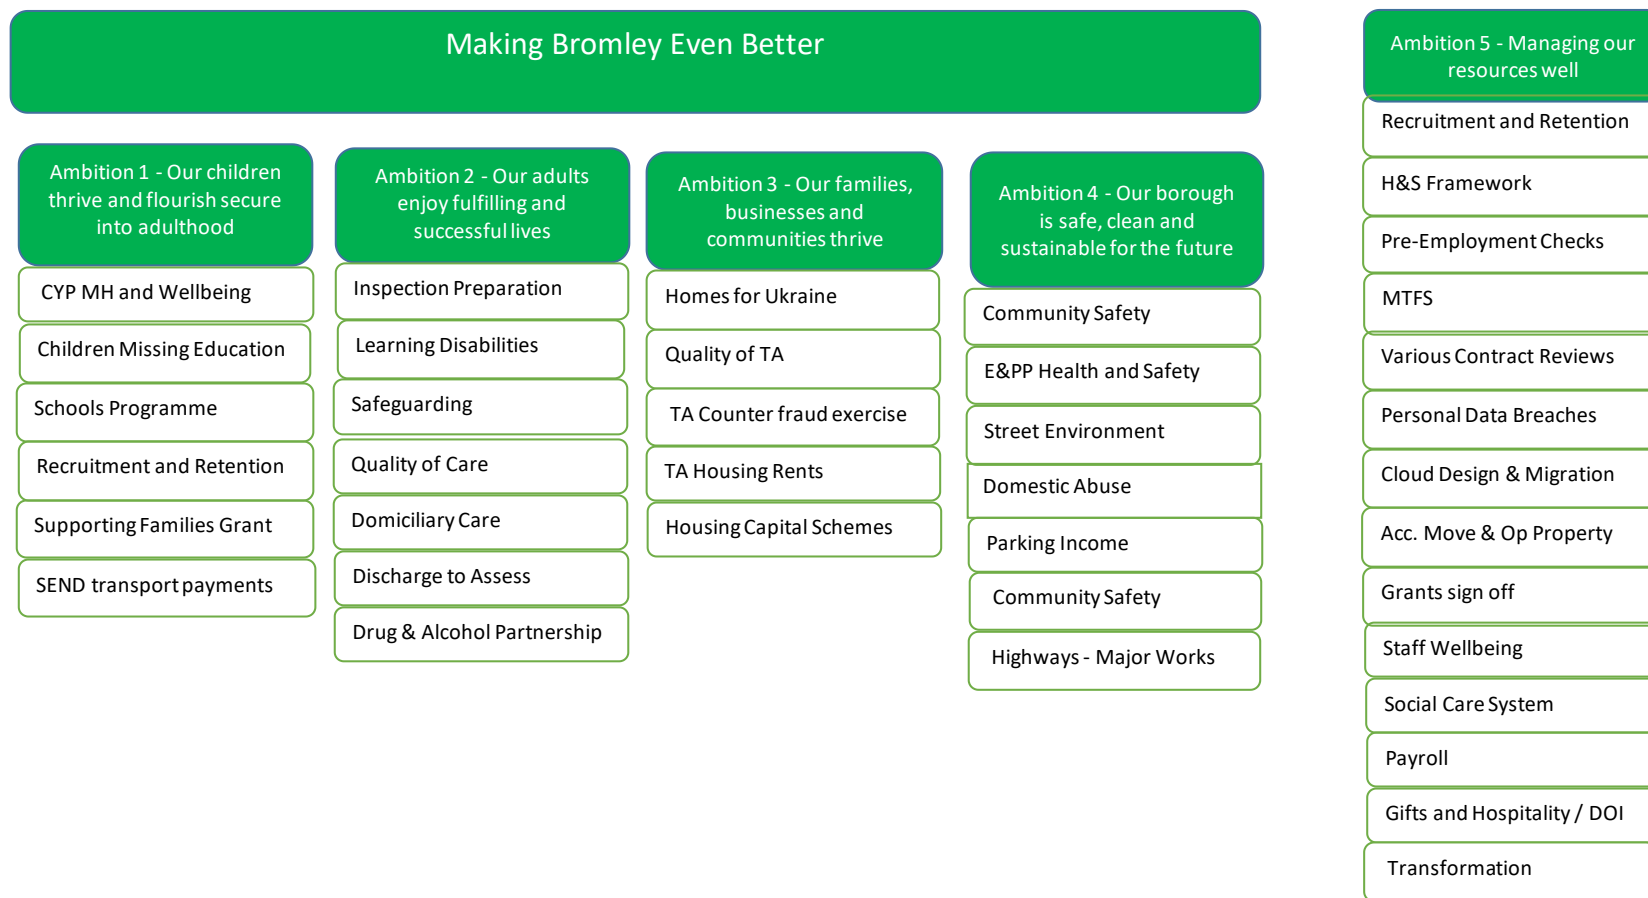 Making Bromley Even Better
Ambition 1 - Our children
thrive and flourish secure
into adulthood
CYP MH and Wellbeing
Children Missing Education
Schools Programme
Recruitment and Retention
Supporting Families Grant
SEND transport payments
Ambition 2 - Our adults
enjoy fulfilling and
successful lives
Inspection Preparation
Learning Disabilities
Safeguarding
Quality of Care
Domiciliary Care
Discharge to Assess
Drug & Alcohol Partnership
Ambition 3 - Our families,
businesses and
communities thrive
Homes for Ukraine
Quality of TA
TA Counter fraud exercise
TA Housing Rents
Housing Capital Schemes
Ambition 4 - Our borough
is safe, clean and
sustainable for the future
Community Safety
E&PP Health and Safety
Street Environment
Domestic Abuse
Parking Income
Community Safety
Highways - Major Works
Ambition 5 - Managing our
resources well
Recruitment and Retention
H&S Framework
Pre-Employment Checks
MTFS
Various Contract Reviews
Personal Data Breaches
Cloud Design & Migration
Acc. Move & Op Property
Grants sign off
Staff Wellbeing
Social Care System
Payroll
Gifts and Hospitality / DOI
Transformation